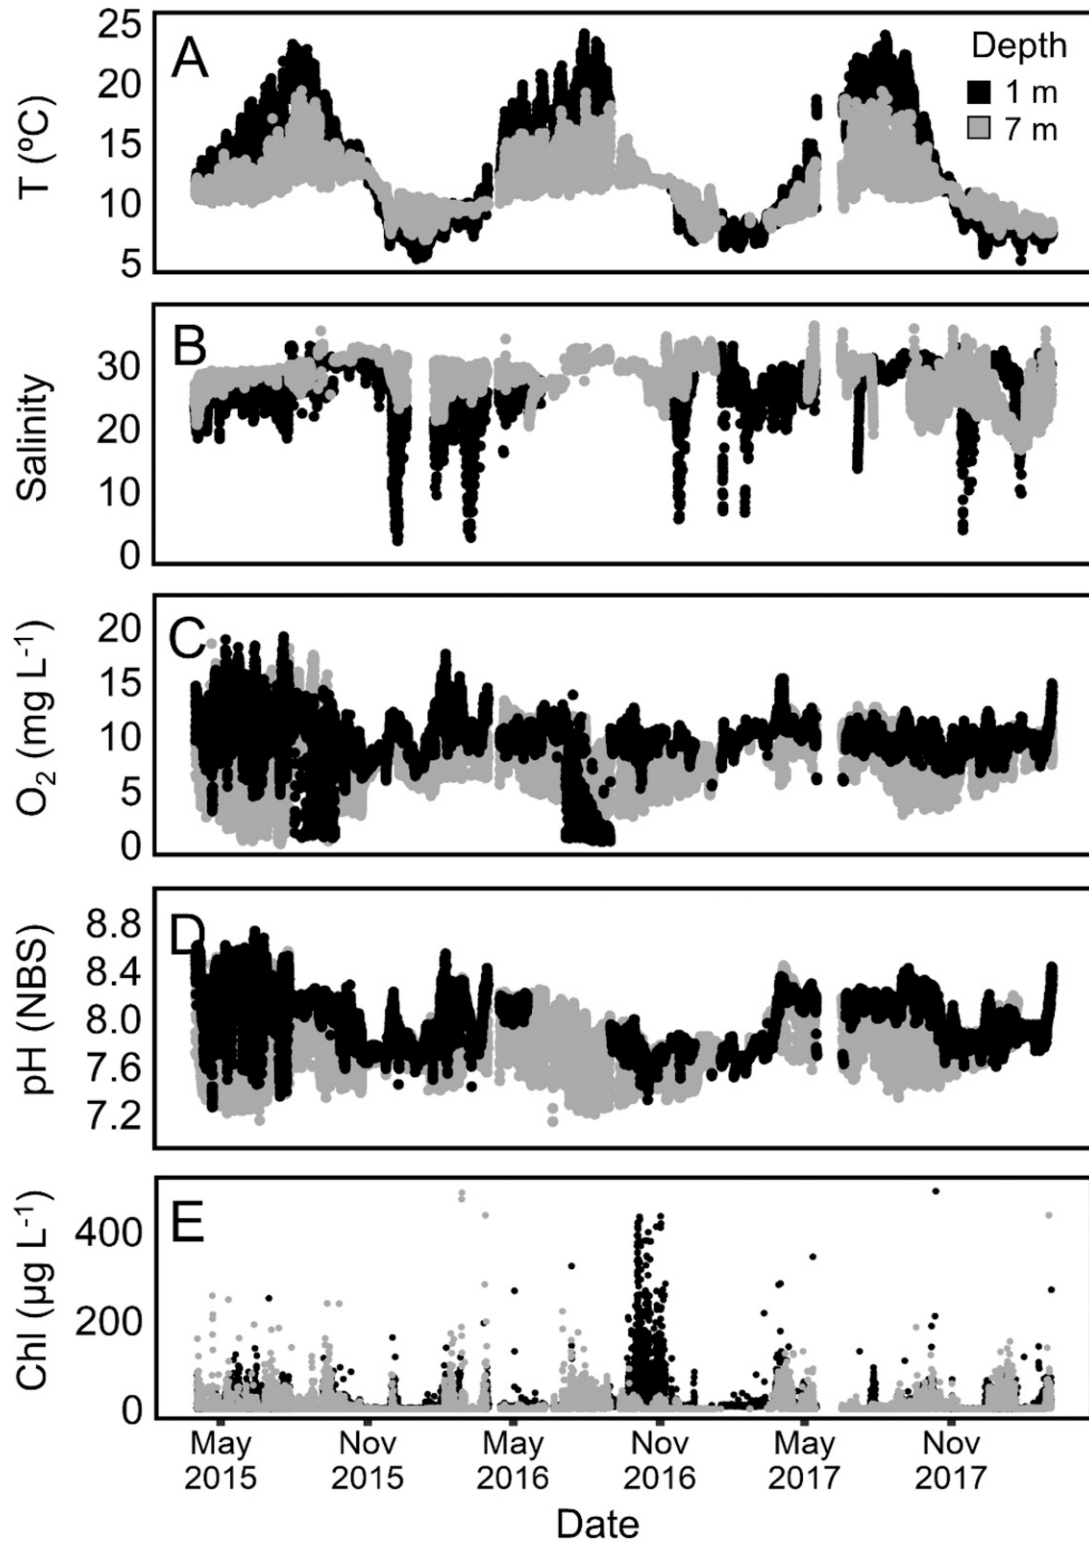 A
Depth
1 m
7 m
T (ºC)
25
20
15
10
5
B
Salinity
30
20
10
0
C
O2 (mg L-1)
20
15
10
5
0
D
pH (NBS)
8.8
8.4
8.0
7.6
7.2
E
Chl (µg L-1)
400
200
0
May Nov May Nov May Nov
2015 2015 2016 2016 2017 2017
Date